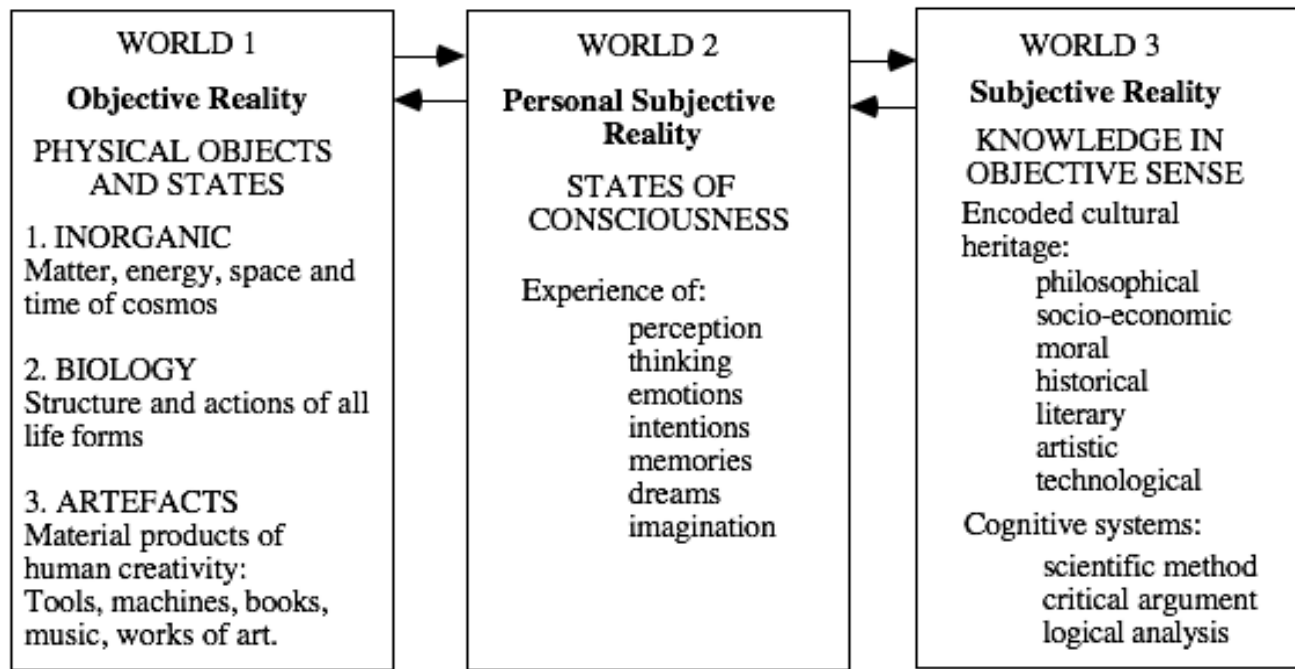 WORLD 1
Objective Reality
PHYSICAL OBJECTS
AND STATES
1. INORGANIC
Matter, energy, space and
time of cosmos
2. BIOLOGY
Structure and actions of all
life forms
3. ARTEFACTS
Material products of
human creativity:
Tools, machines, books,
music, works of art.
WORLD 2
Personal Subjective
Reality
STATES OF
CONSCIOUSNESS
Experience of:
perception
thinking
emotions
intentions
memories
dreams
imagination
WORLD 3
Subjective Reality
KNOWLEDGE IN
OBJECTIVE SENSE
Encoded cultural
heritage:
philosophical
socio-economic
moral
historical
literary
artistic
technological
Cognitive systems:
scientific method
critical argument
logical analysis